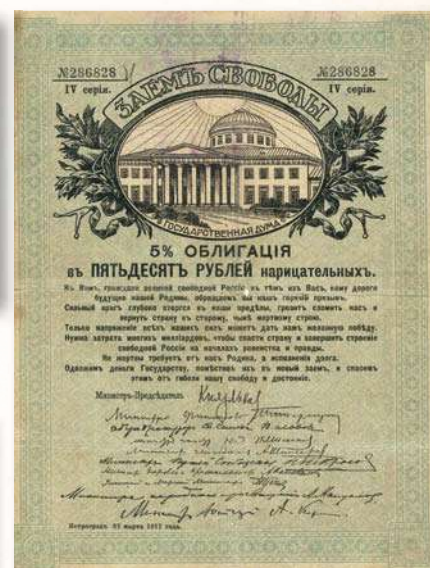 №286828
№286828
IV серія.
IV серія.
ЗАЕМЪ СВОБОДЫ
ГОСУДАРСТВЕННАЯ ДУМА
5% ОБЛИГАЦІЯ
въ ПЯТЬДЕСЯТЪ РУБЛЕЙ нарицательныхъ.
Къ Вамъ, граждане великой свободной Россіи, къ тѣмъ изъ Васъ, кому дорого
будущее нашей Родины, обращаемъ мы нашъ горячій призывъ.
Сильный врагъ глубоко вторгся въ наши предѣлы, грозитъ сломить насъ и
вернуть страну къ старому, нынѣ мертвому строю.
Только напряженіе всѣхъ нашихъ силъ можетъ дать намъ желанную побѣду.
Нужна затрата многихъ милліардовъ, чтобы спасти страну и завершить строеніе
свободной Россіи на началахъ равенства и правды.
Не жертвы требуетъ отъ насъ Родина, а исполненія долга.
Одолжимъ деньги Государству, помѣстивъ ихъ въ новый заемъ, и спасемъ
этимъ отъ гибели нашу свободу и достояніе.
Министръ-Предсѣдатель
Министръ
Петроградъ. 27 марта 1917 года.